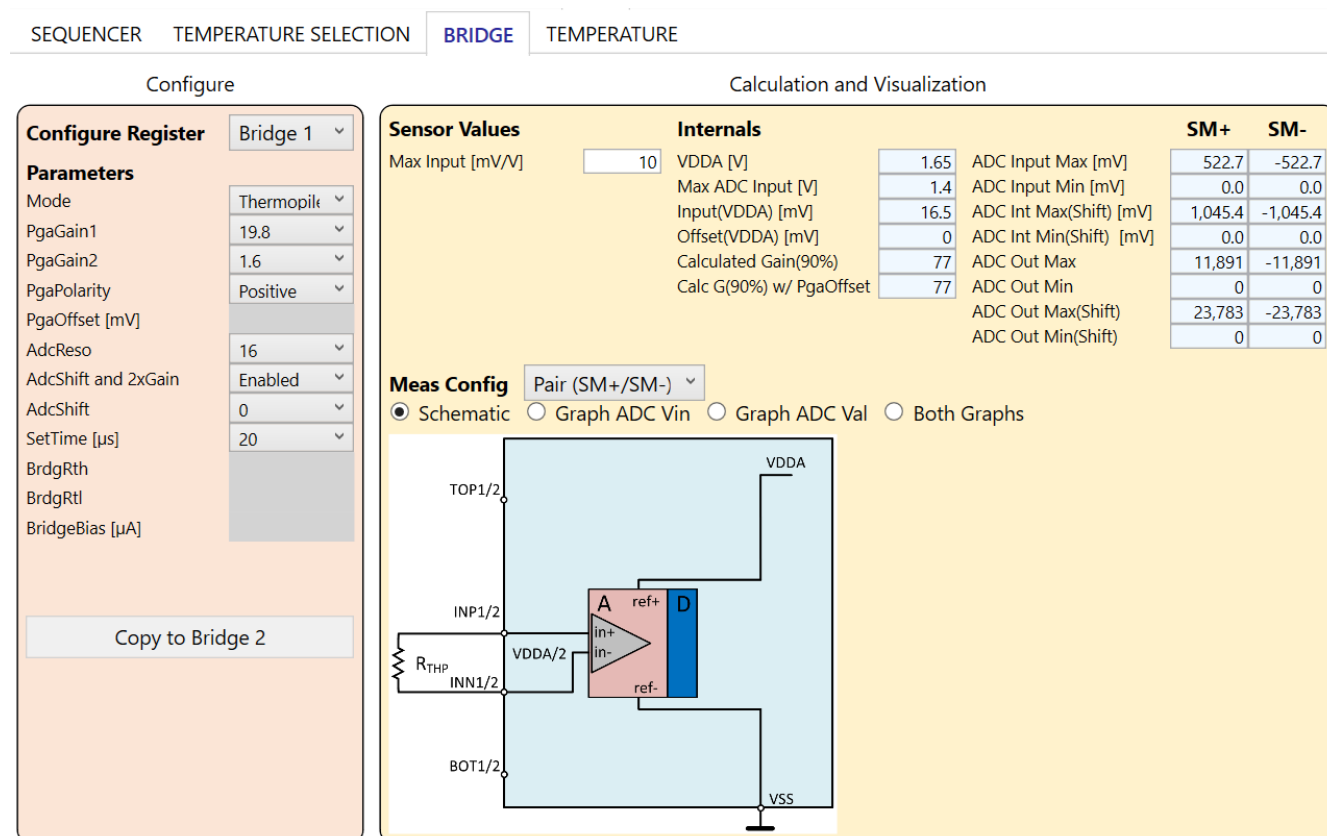 SEQUENCER TEMPERATURE SELECTION BRIDGE TEMPERATURE
Configure
Configure Register Bridge 1
Parameters
Mode Thermopile
PgaGain1 19.8
PgaGain2 1.6
PgaPolarity Positive
PgaOffset [mV]
AdcReso 16
AdcShift and 2xGain Enabled
AdcShift 0
SetTime [µs] 20
BrdgRth
BrdgRtl
BridgeBias [µA]
Copy to Bridge 2
Calculation and Visualization
Sensor Values
Max Input [mV/V] 10
Internals
VDDA [V] 1.65
Max ADC Input [V] 1.4
Input(VDDA) [mV] 16.5
Offset(VDDA) [mV] 0
Calculated Gain(90%) 77
Calc G(90%) w/ PgaOffset 77
SM+ SM-
ADC Input Max [mV] 522.7 -522.7
ADC Input Min [mV] 0.0 0.0
ADC Int Max(Shift) [mV] 1,045.4 -1,045.4
ADC Int Min(Shift) [mV] 0.0 0.0
ADC Out Max 11,891 -11,891
ADC Out Min 0 0
ADC Out Max(Shift) 23,783 -23,783
ADC Out Min(Shift) 0 0
Meas Config Pair (SM+/SM-)
Schematic Graph ADC Vin Graph ADC Val Both Graphs
VDDA
TOP1/2
A ref+ D
INP1/2
in+
VDDA/2 in-
RTHP
INN1/2
ref-
BOT1/2
VSS